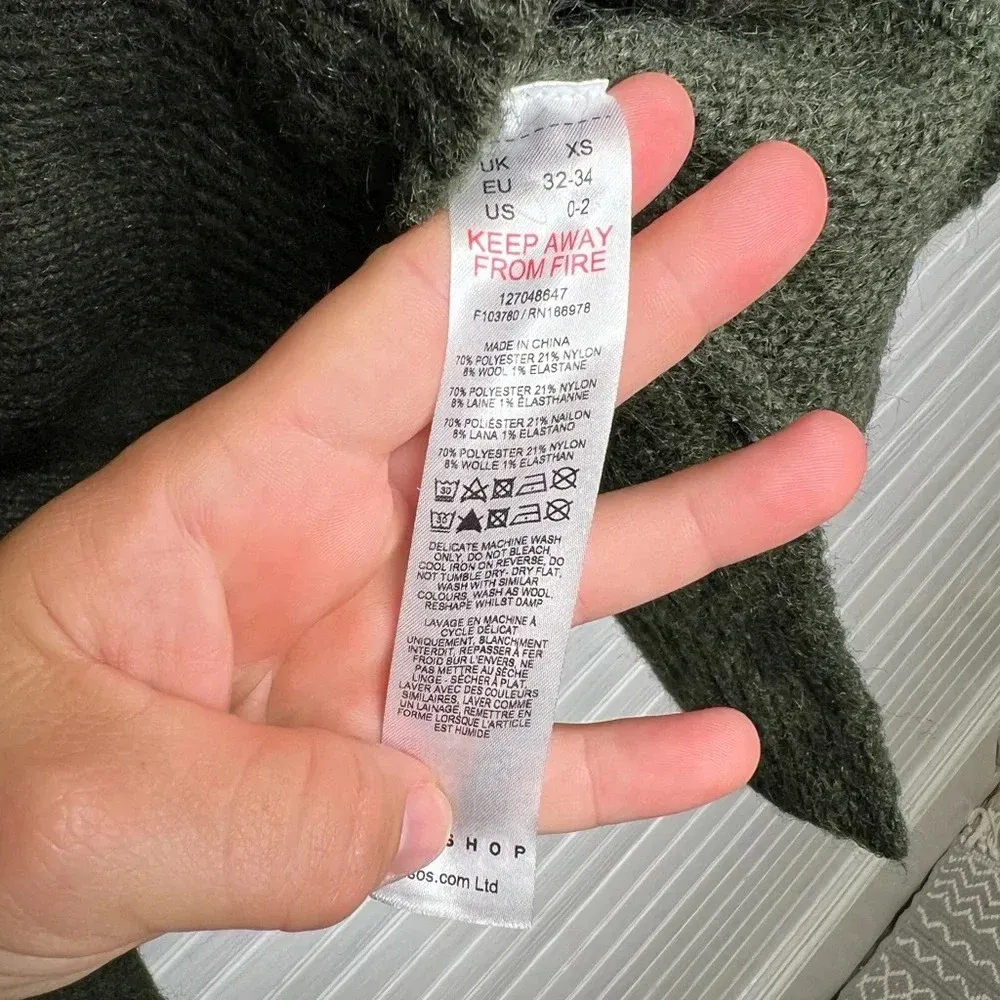 UK XS
EU 32-34
US 0-2
KEEP AWAY
FROM FIRE
127048647
F103780 / RN186978
MADE IN CHINA
70% POLYESTER 21% NYLON
8% WOOL 1% ELASTANE
70% POLYESTER 21% NYLON
8% LAINE 1% ÉLASTHANNE
70% POLIÉSTER 21% NAILON
8% LANA 1% ELASTANO
70% POLYESTER 21% NYLON
8% WOLLE 1% ELASTHAN
30
30
DELICATE MACHINE WASH
ONLY, DO NOT BLEACH,
COOL IRON ON REVERSE, DO
NOT TUMBLE DRY- DRY FLAT,
WASH WITH SIMILAR
COLOURS, WASH AS WOOL,
RESHAPE WHILST DAMP
LAVAGE EN MACHINE À
CYCLE DÉLICAT
UNIQUEMENT, BLANCHIMENT
INTERDIT, REPASSER À FER
FROID SUR L'ENVERS, NE
PAS METTRE AU SÈCHE
LINGE - SÉCHER À PLAT,
LAVER AVEC DES COULEURS
SIMILAIRES, LAVER COMME
UN LAINAGE, REMETTRE EN
FORME LORSQUE L'ARTICLE
EST HUMIDE
SHOP
sos.com Ltd